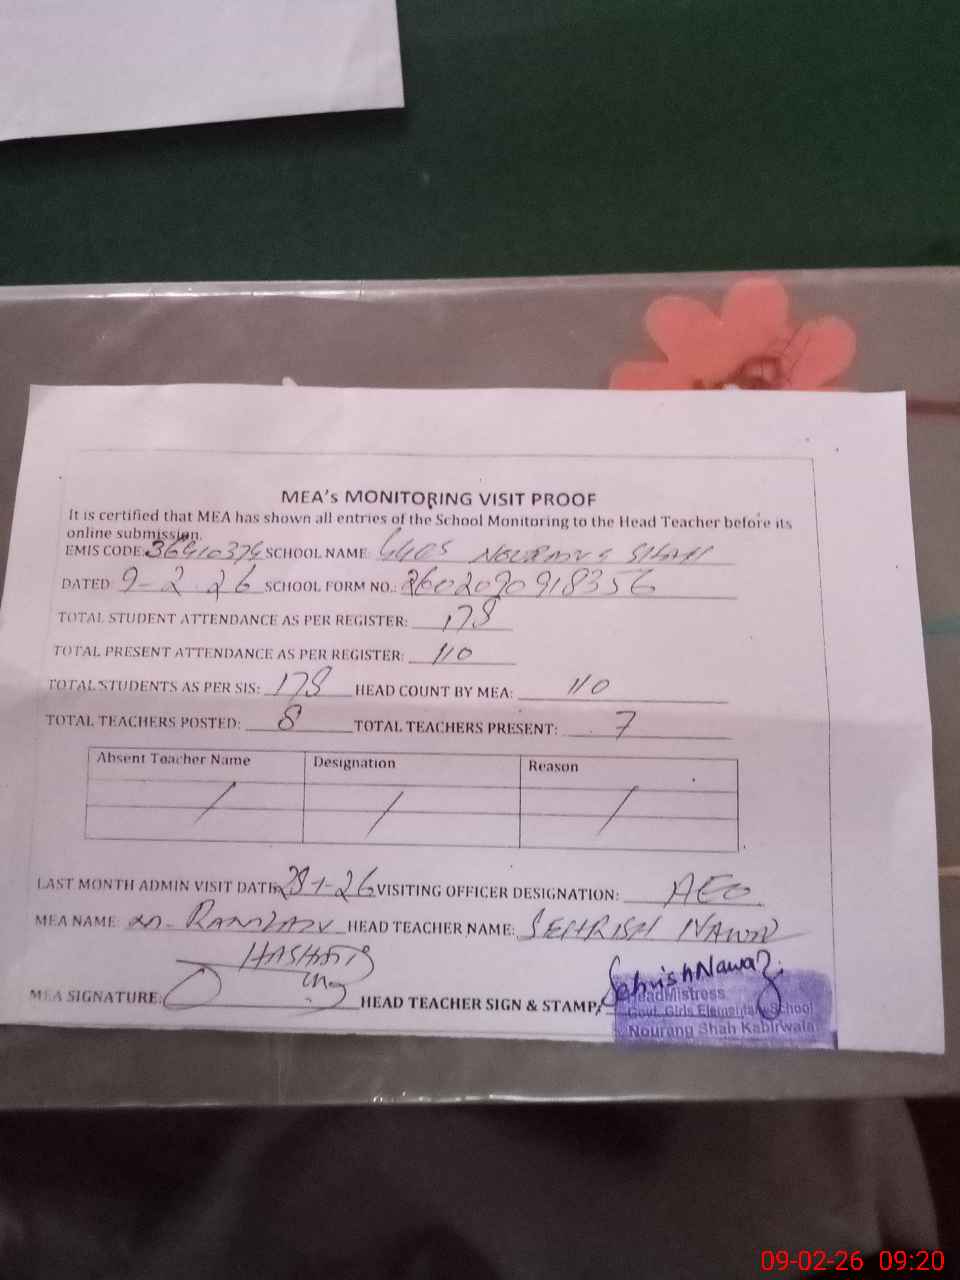 MEA's MONITORING VISIT PROOF
It is certified that MEA has shown all entries of the School Monitoring to the Head Teacher before its
online submission.
EMIS CODE: 36410374 SCHOOL NAME: GGES NOURANG SHAH
DATED: 9-2-26 SCHOOL FORM NO.: 2602090918356
TOTAL STUDENT ATTENDANCE AS PER REGISTER: 178
TOTAL PRESENT ATTENDANCE AS PER REGISTER: 110
TOTAL STUDENTS AS PER SIS: 178 HEAD COUNT BY MEA: 110
TOTAL TEACHERS POSTED: 8 TOTAL TEACHERS PRESENT: 7
Absent Teacher Name Designation Reason
/ / /
LAST MONTH ADMIN VISIT DATE: VISITING OFFICER DESIGNATION: AEO
MEA NAME: M. RAMZAN HEAD TEACHER NAME: SEHRISH NAWAZ
MEA SIGNATURE: HEAD TEACHER SIGN & STAMP:
Sehrish Nawaz
HeadMistress
Govt. Girls Elementary School
Nourang Shah Kabirwala
09-02-26 09:20